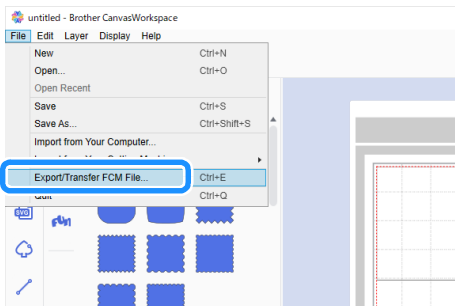 untitled - Brother CanvasWorkspace
File Edit Layer Display Help
New Ctrl+N
Open... Ctrl+O
Open Recent
Save Ctrl+S
Save As... Ctrl+Shift+S
Import from Your Computer...
Export/Transfer FCM File... Ctrl+E
Quit Ctrl+Q
SVG
fun